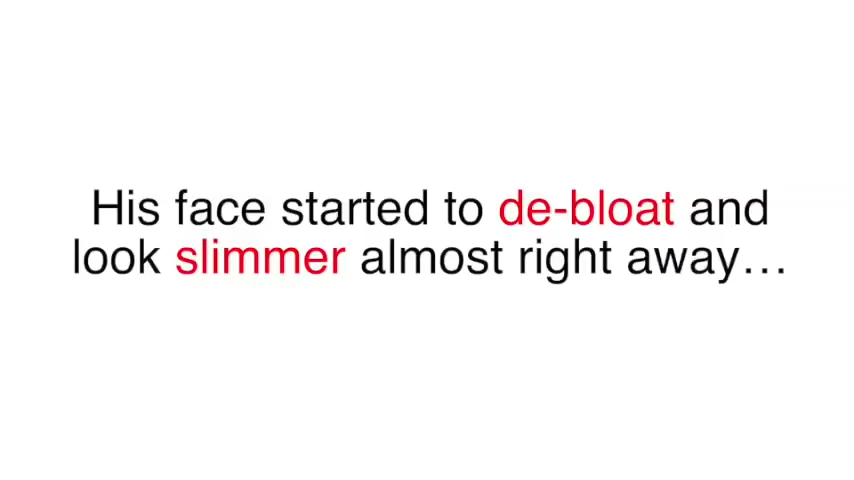 His face started to de-bloat and
look slimmer almost right away…